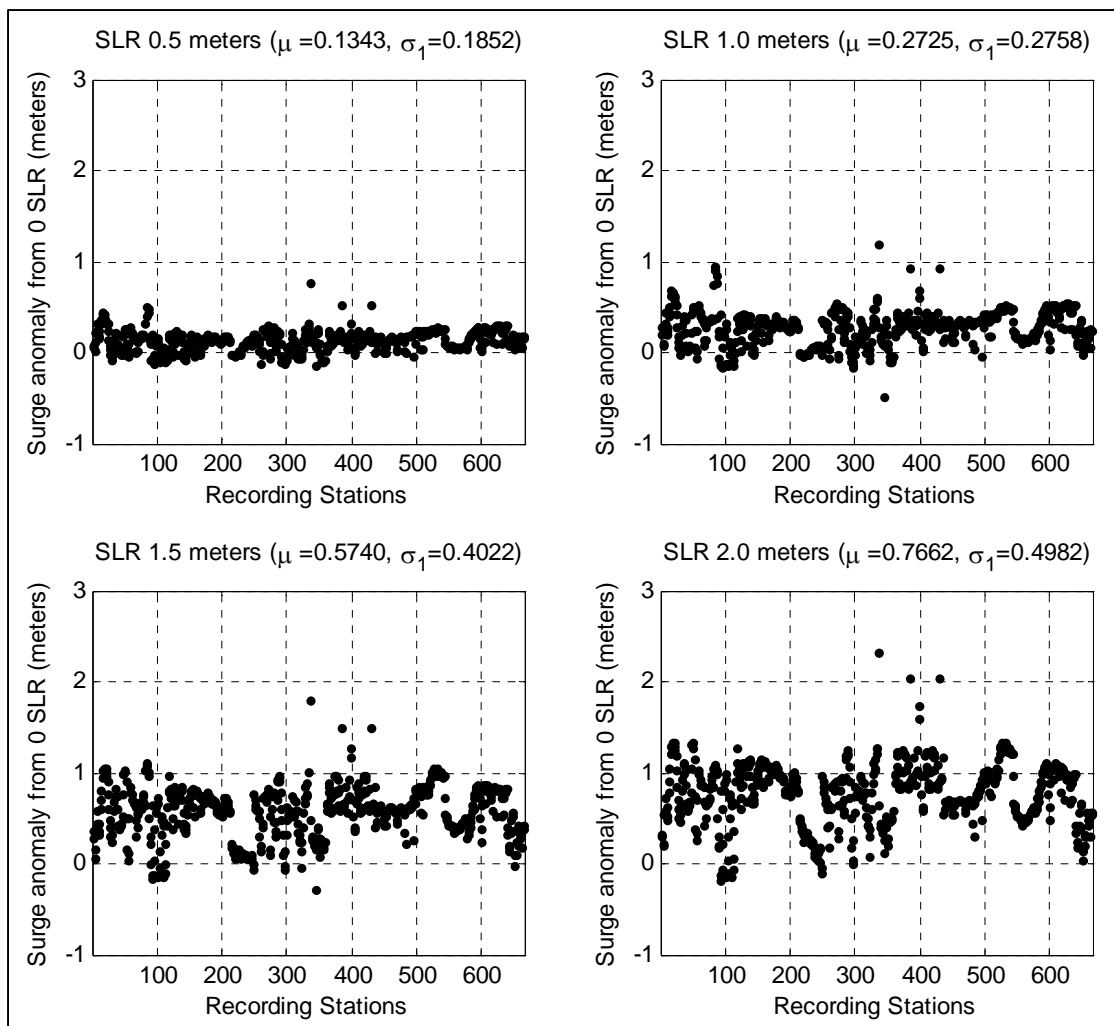 SLR 0.5 meters (μ =0.1343, σ1=0.1852)
Surge anomaly from 0 SLR (meters)
3
2
1
0
-1
100 200 300 400 500 600
Recording Stations
SLR 1.0 meters (μ =0.2725, σ1=0.2758)
Surge anomaly from 0 SLR (meters)
3
2
1
0
-1
100 200 300 400 500 600
Recording Stations
SLR 1.5 meters (μ =0.5740, σ1=0.4022)
Surge anomaly from 0 SLR (meters)
3
2
1
0
-1
100 200 300 400 500 600
Recording Stations
SLR 2.0 meters (μ =0.7662, σ1=0.4982)
Surge anomaly from 0 SLR (meters)
3
2
1
0
-1
100 200 300 400 500 600
Recording Stations